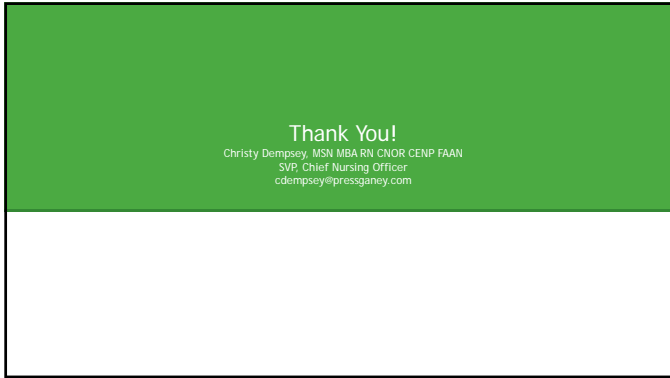 Thank You!
Christy Dempsey, MSN MBA RN CNOR CENP FAAN
SVP, Chief Nursing Officer
cdempsey@pressganey.com